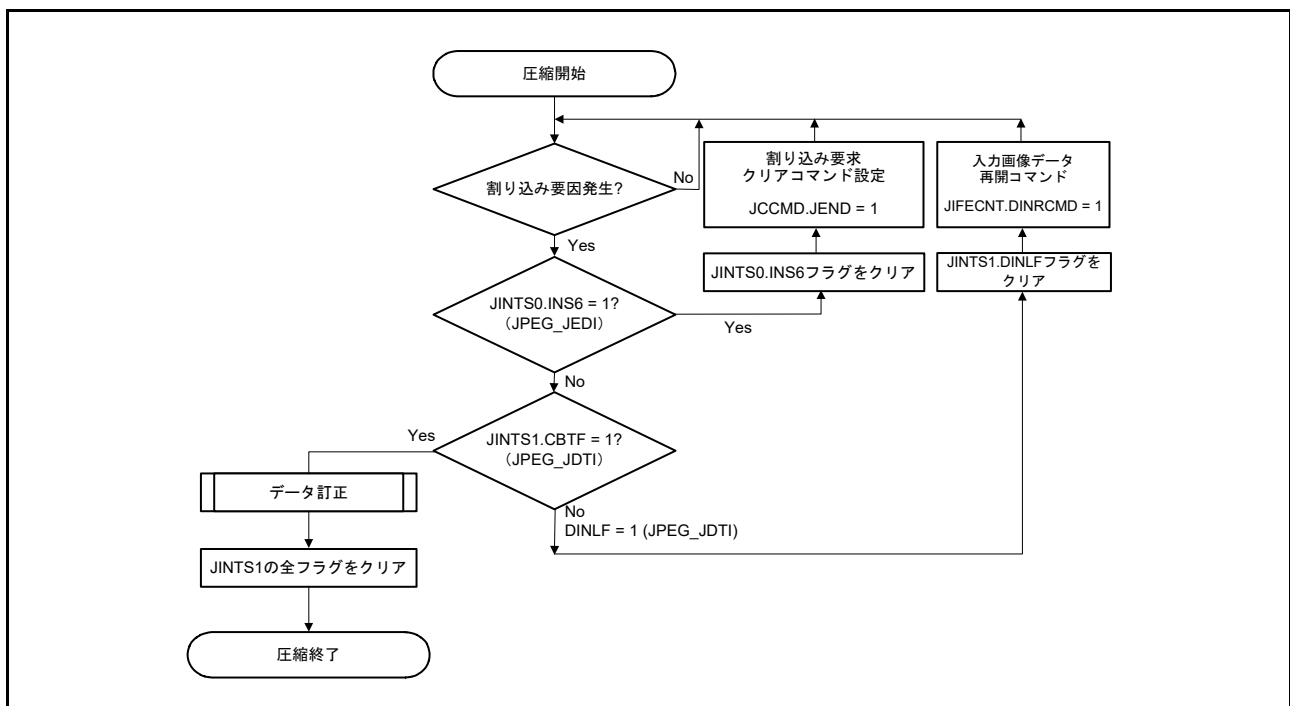 圧縮開始
割り込み要因発生?
No
Yes
割り込み要求
クリアコマンド設定
JCCMD.JEND = 1
入力画像データ
再開コマンド
JIFECNT.DINRCMD = 1
JINTS0.INS6フラグをクリア
JINTS1.DINLFフラグを
クリア
JINTS0.INS6 = 1?
(JPEG_JEDI)
Yes
No
JINTS1.CBTF = 1?
(JPEG_JDTI)
Yes
No
DINLF = 1 (JPEG_JDTI)
データ訂正
JINTS1の全フラグをクリア
圧縮終了